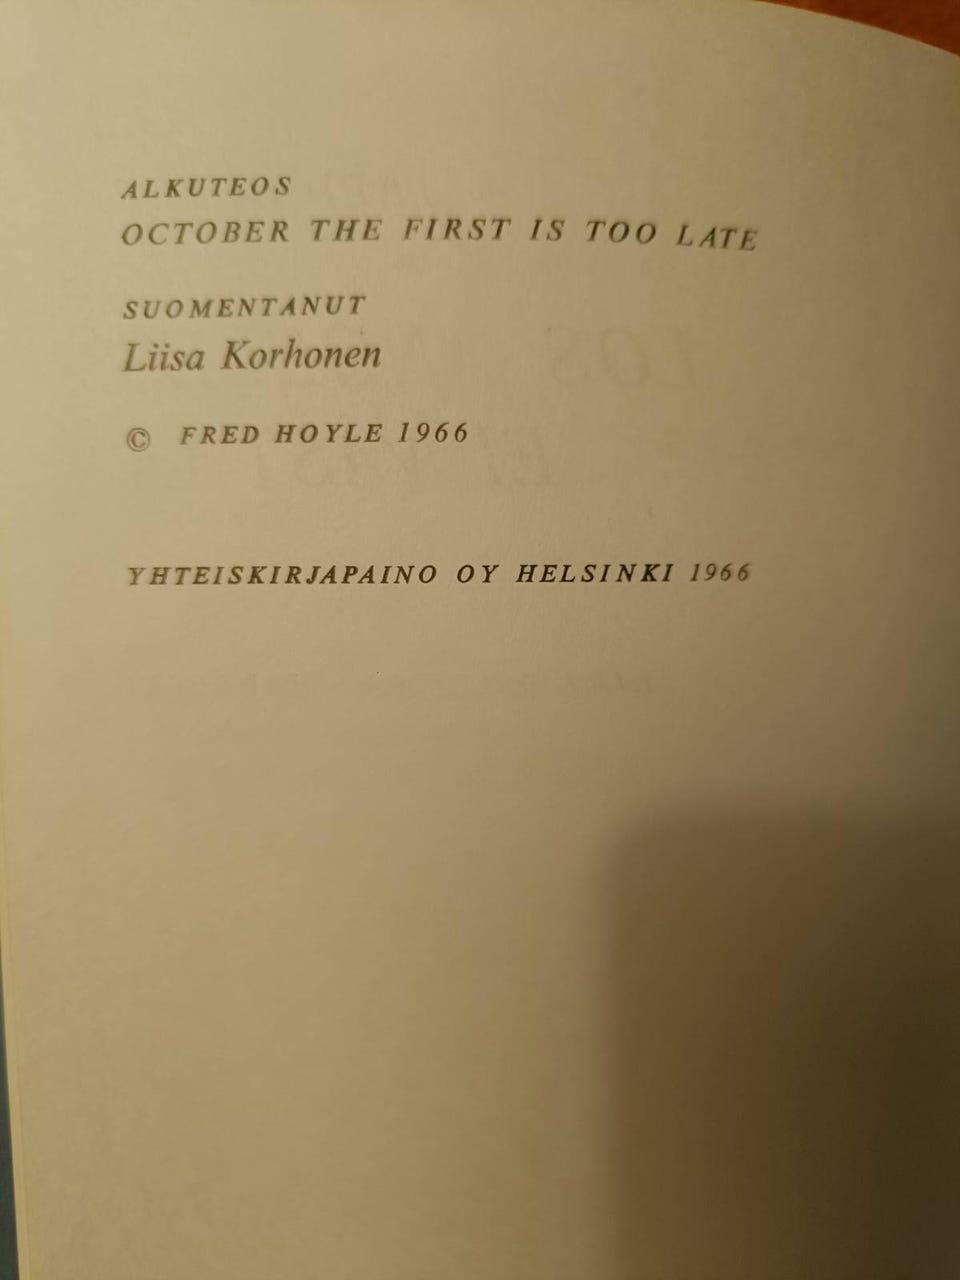 ALKUTEOS
OCTOBER THE FIRST IS TOO LATE
SUOMENTANUT
Liisa Korhonen
© FRED HOYLE 1966
YHTEISKIRJAPAINO OY HELSINKI 1966